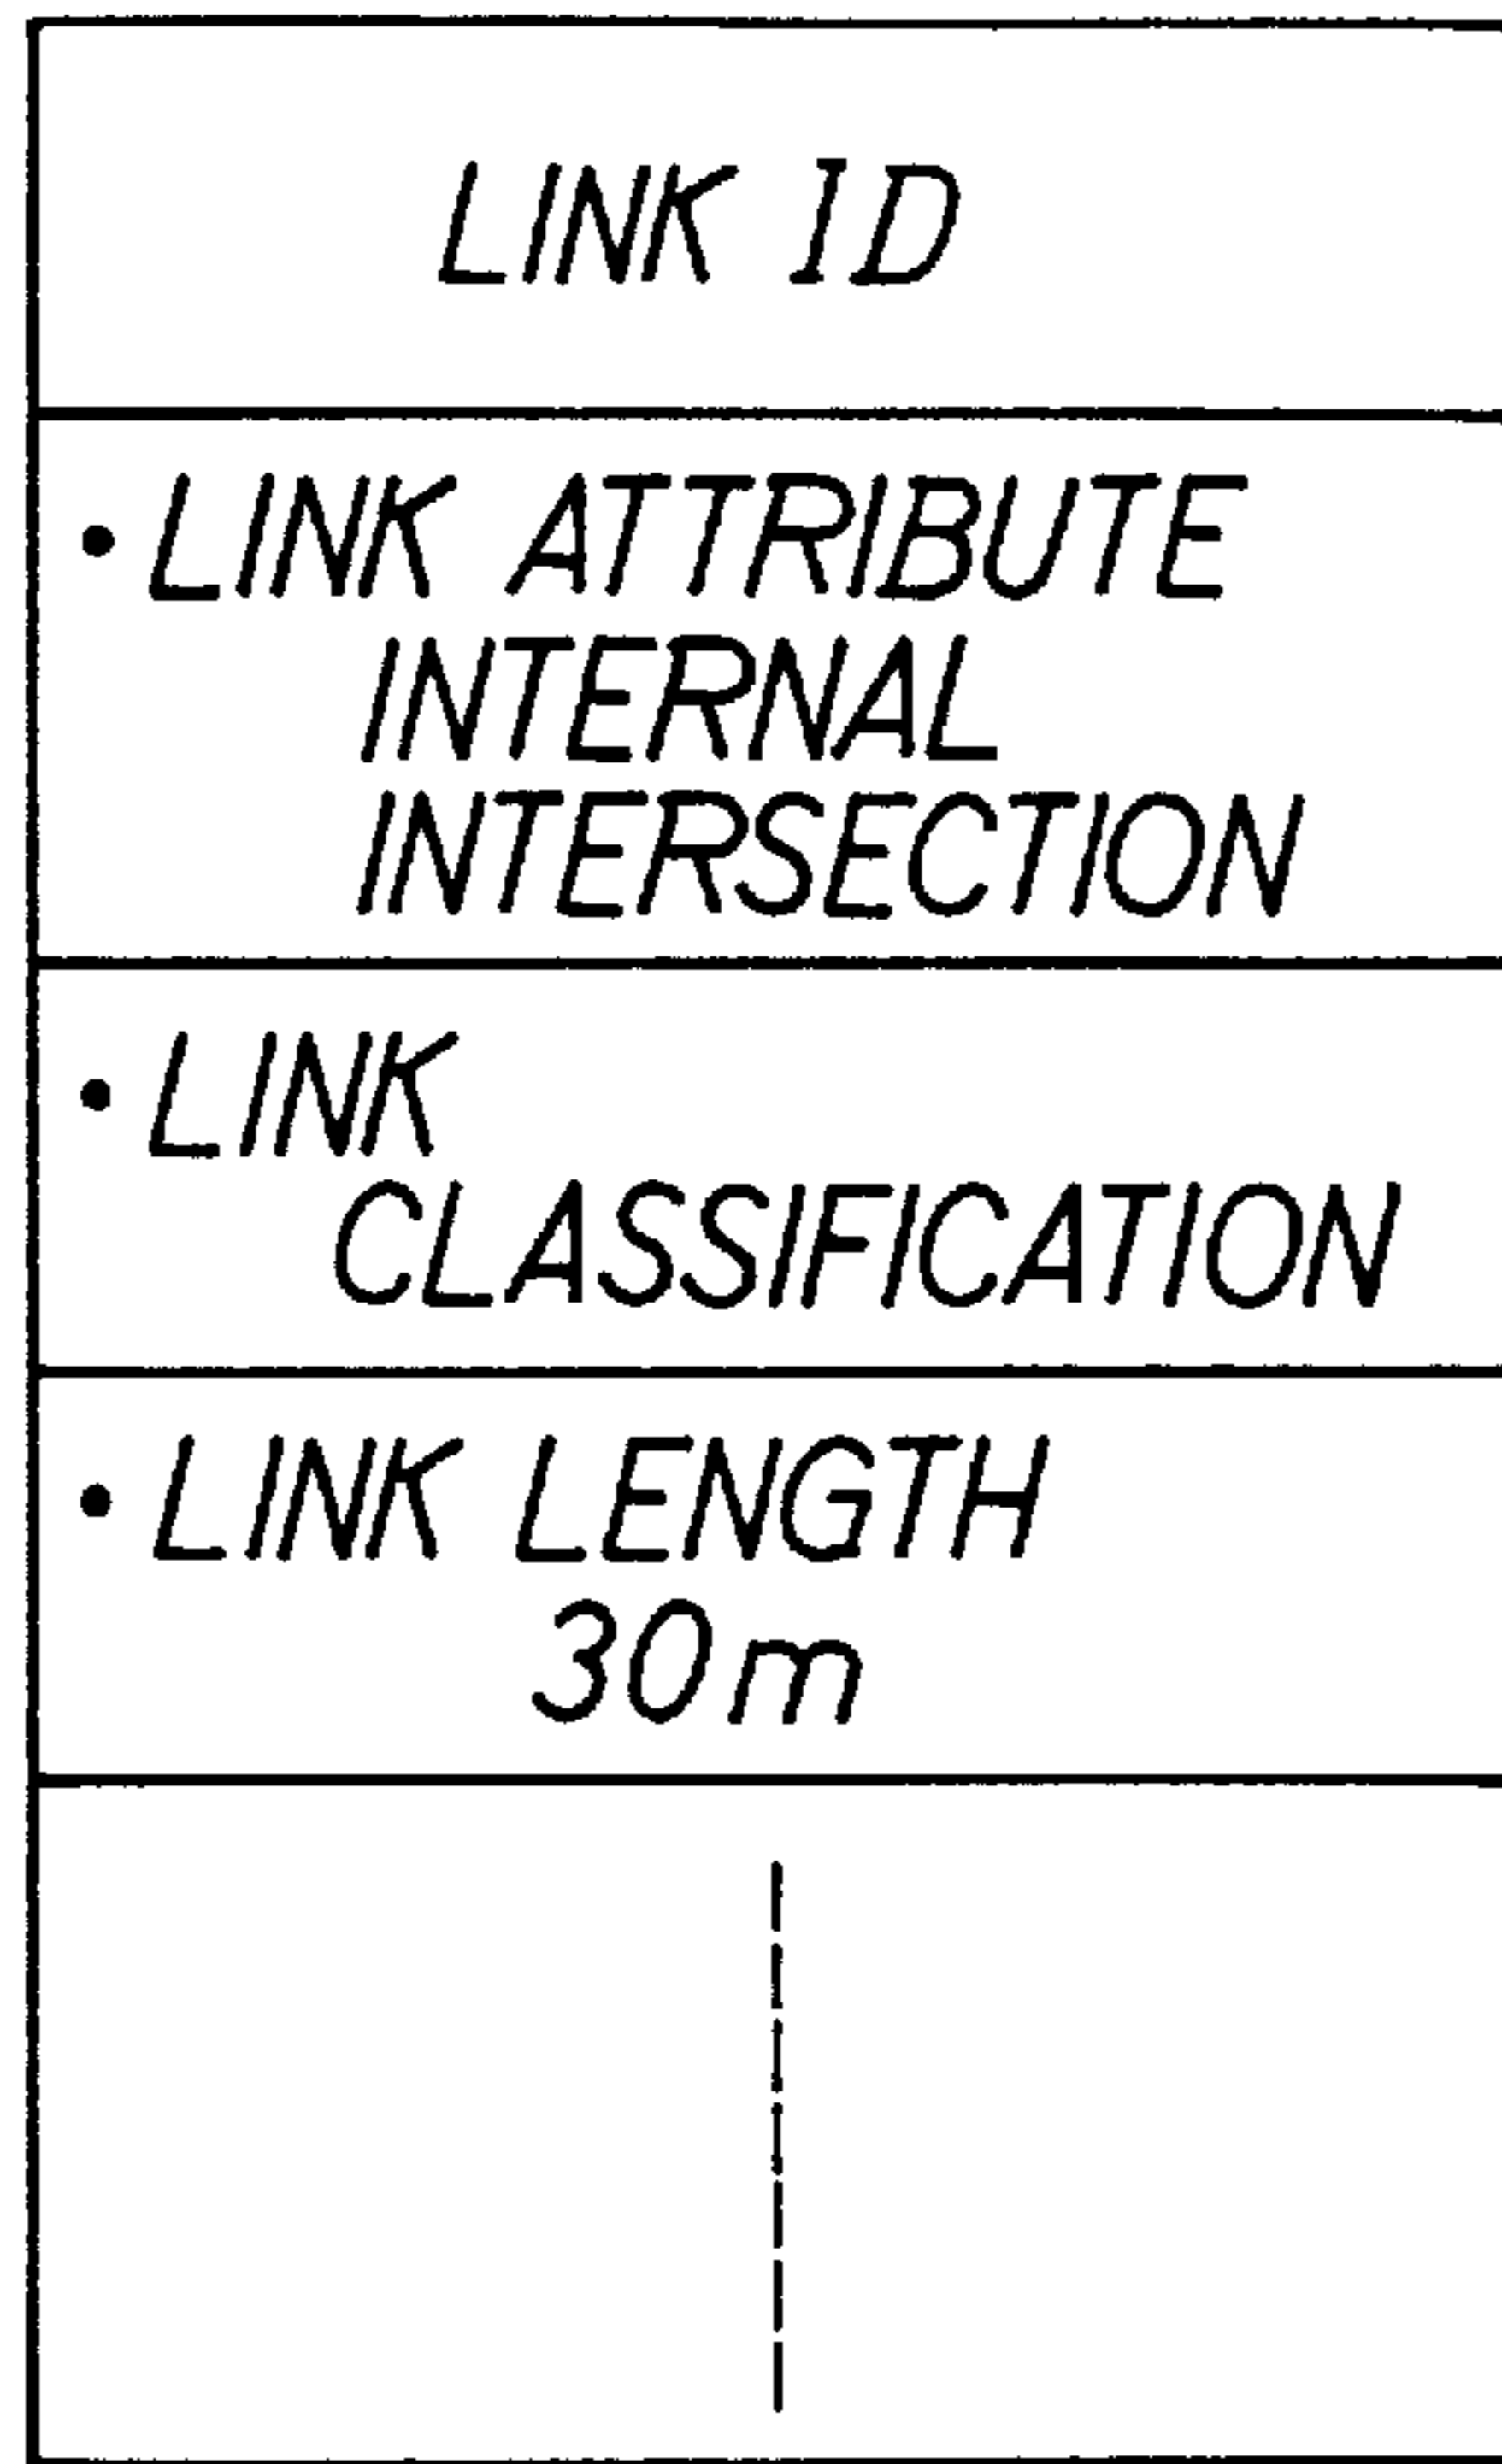 LINK ID
• LINK ATTRIBUTE
INTERNAL
INTERSECTION
• LINK
CLASSIFICATION
• LINK LENGTH
30m